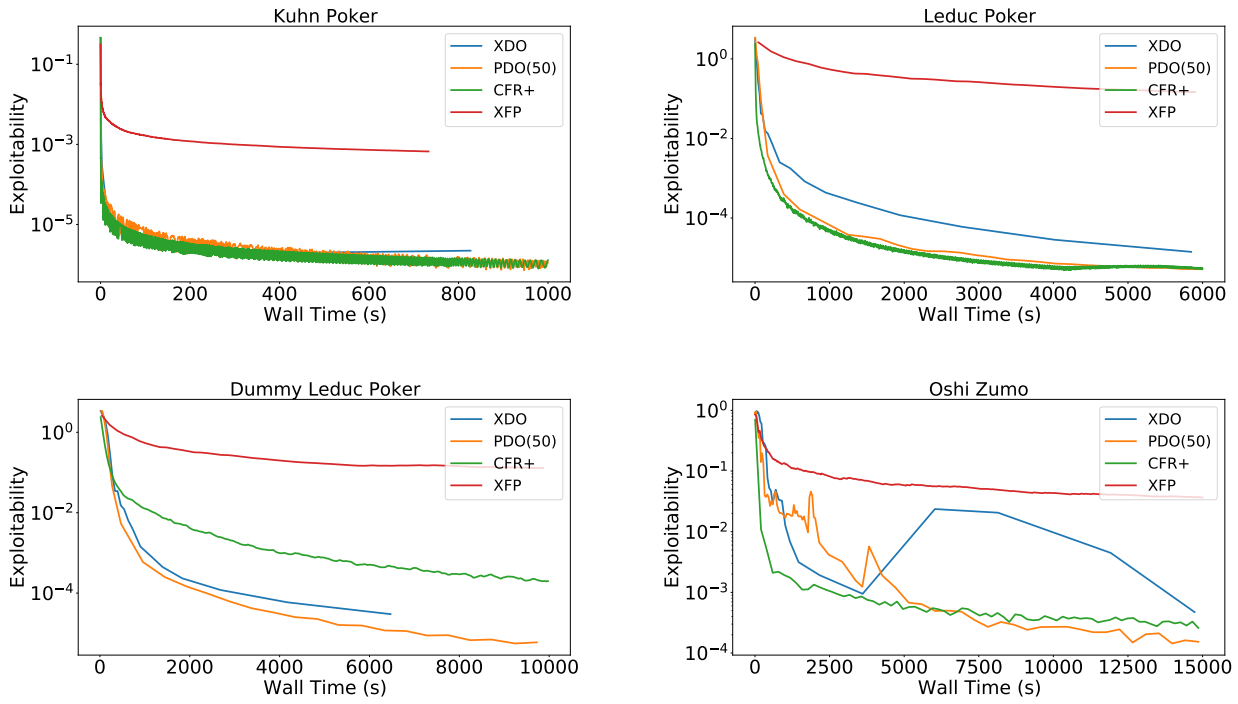 Kuhn Poker
Exploitability
10^-1
10^-3
10^-5
XDO
PDO(50)
CFR+
XFP
0 200 400 600 800 1000
Wall Time (s)
Leduc Poker
Exploitability
10^0
10^-2
10^-4
XDO
PDO(50)
CFR+
XFP
0 1000 2000 3000 4000 5000 6000
Wall Time (s)
Dummy Leduc Poker
Exploitability
10^0
10^-2
10^-4
XDO
PDO(50)
CFR+
XFP
0 2000 4000 6000 8000 10000
Wall Time (s)
Oshi Zumo
Exploitability
10^0
10^-1
10^-2
10^-3
10^-4
XDO
PDO(50)
CFR+
XFP
0 2500 5000 7500 10000 12500 15000
Wall Time (s)